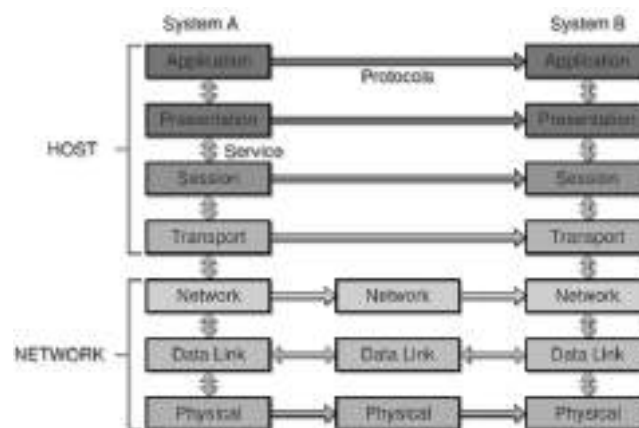 System A System B
Application Application
Protocols
Presentation Presentation
HOST
Service
Session Session
Transport Transport
Network Network Network
NETWORK Data Link Data Link Data Link
Physical Physical Physical